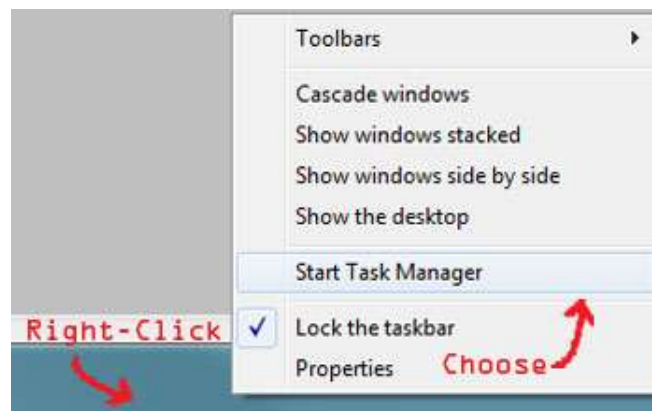 Toolbars
Cascade windows
Show windows stacked
Show windows side by side
Show the desktop
Start Task Manager
Right-Click
Lock the taskbar
Properties
Choose